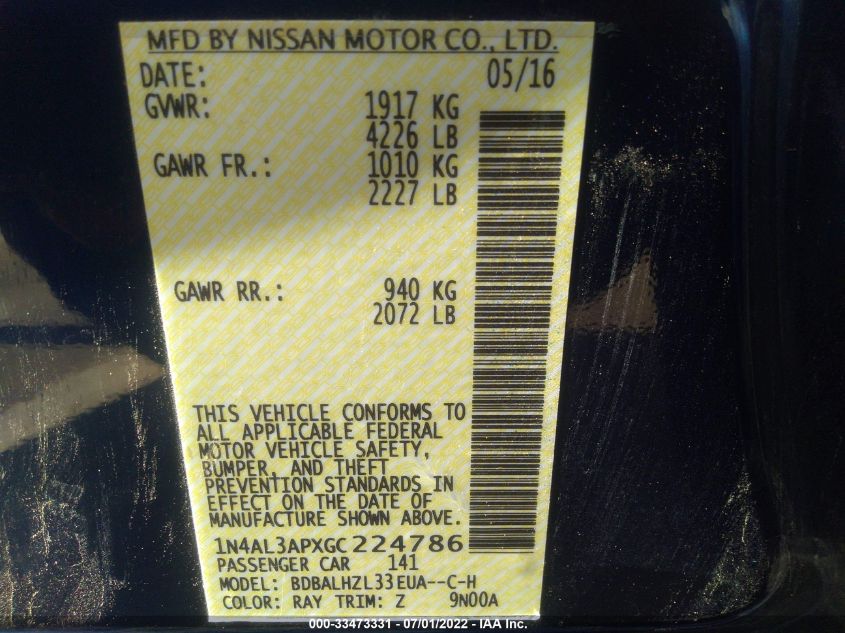 MFD BY NISSAN MOTOR CO., LTD.
DATE: 05/16
GVWR: 1917 KG
4226 LB
GAWR FR.: 1010 KG
2227 LB
GAWR RR.: 940 KG
2072 LB
THIS VEHICLE CONFORMS TO
ALL APPLICABLE FEDERAL
MOTOR VEHICLE SAFETY,
BUMPER, AND THEFT
PREVENTION STANDARDS IN
EFFECT ON THE DATE OF
MANUFACTURE SHOWN ABOVE.
1N4AL3APXGC224786
PASSENGER CAR 141
MODEL: BDBALHZL33EUA--C-H
COLOR: RAY TRIM: Z 9N00A
000-33473331 - 07/01/2022 - IAA Inc.